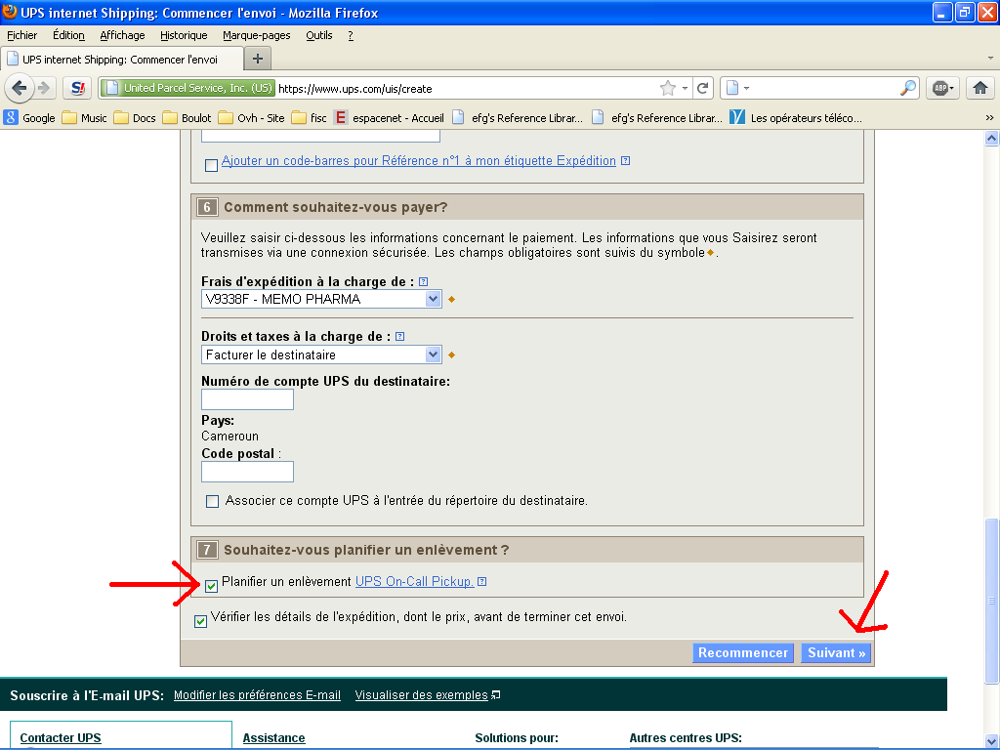 UPS internet Shipping: Commencer l'envoi - Mozilla Firefox
Fichier Édition Affichage Historique Marque-pages Outils ?
UPS internet Shipping: Commencer l'envoi +
S! United Parcel Service, Inc. (US) https://www.ups.com/uis/create ABP
Google Music Docs Boulot Ovh - Site fisc E espacenet - Accueil efg's Reference Librar... efg's Reference Librar... Les opérateurs téléco... »
Ajouter un code-barres pour Référence n°1 à mon étiquette Expédition ?
6 Comment souhaitez-vous payer?
Veuillez saisir ci-dessous les informations concernant le paiement. Les informations que vous Saisirez seront
transmises via une connexion sécurisée. Les champs obligatoires sont suivis du symbole◆.
Frais d'expédition à la charge de : ?
V9338F - MEMO PHARMA
Droits et taxes à la charge de : ?
Facturer le destinataire
Numéro de compte UPS du destinataire:
Pays:
Cameroun
Code postal :
Associer ce compte UPS à l'entrée du répertoire du destinataire.
7 Souhaitez-vous planifier un enlèvement ?
Planifier un enlèvement UPS On-Call Pickup. ?
Vérifier les détails de l'expédition, dont le prix, avant de terminer cet envoi.
Recommencer Suivant »
Souscrire à l'E-mail UPS: Modifier les préférences E-mail Visualiser des exemples
Contacter UPS Assistance Solutions pour: Autres centres UPS: